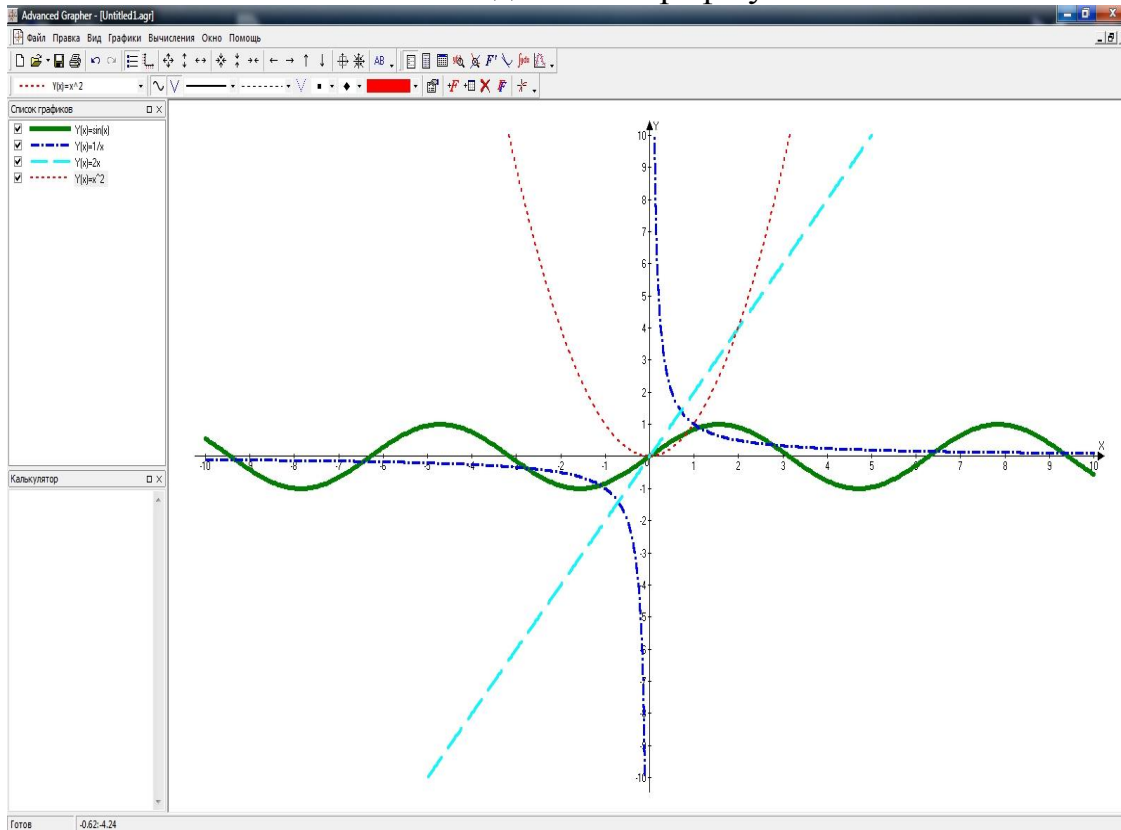 Advanced Grapher - [Untitled1.agr]
Файл Правка Вид Графики Вычисления Окно Помощь
AB
Y(x)=x^2
Список графиков
Y(x)=sin(x)
Y(x)=1/x
Y(x)=2x
Y(x)=x^2
Калькулятор
Y
10
9
8
7
6
5
4
3
2
1
X
-10 -9 -8 -7 -6 -5 -4 -3 -2 -1 0 1 2 3 4 5 6 7 8 9 10
-1
-2
-3
-4
-5
-6
-7
-8
-9
-10
Готов -0.62:-4.24